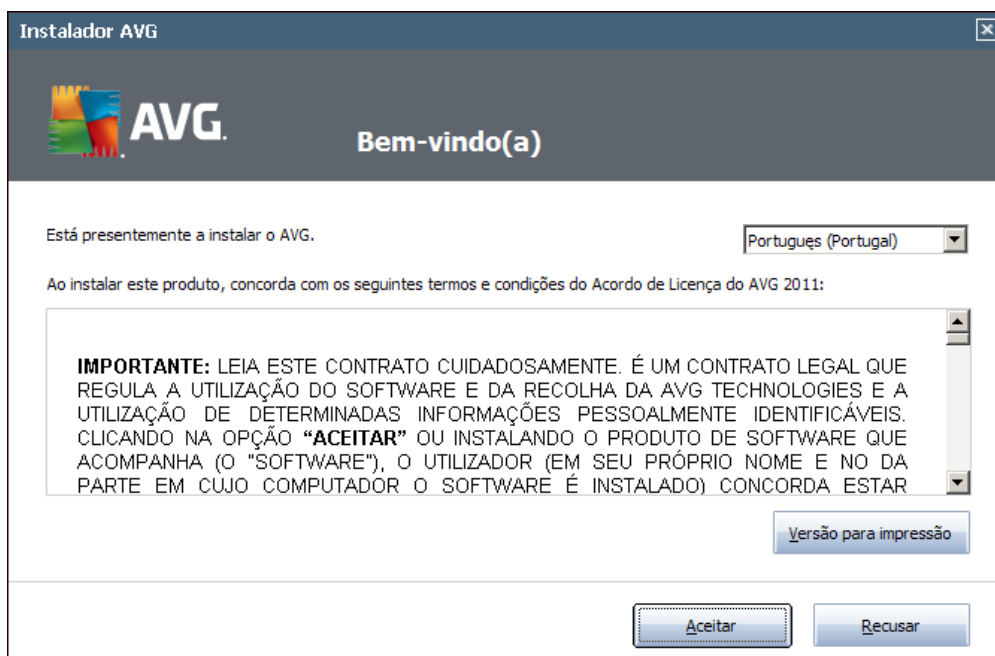 Instalador AVG
AVG.
Bem-vindo(a)
Está presentemente a instalar o AVG.
Portuguęs (Portugal)
Ao instalar este produto, concorda com os seguintes termos e condições do Acordo de Licença do AVG 2011:
IMPORTANTE: LEIA ESTE CONTRATO CUIDADOSAMENTE. É UM CONTRATO LEGAL QUE
REGULA A UTILIZAÇÃO DO SOFTWARE E DA RECOLHA DA AVG TECHNOLOGIES E A
UTILIZAÇÃO DE DETERMINADAS INFORMAÇÕES PESSOALMENTE IDENTIFICÁVEIS.
CLICANDO NA OPÇÃO “ACEITAR” OU INSTALANDO O PRODUTO DE SOFTWARE QUE
ACOMPANHA (O "SOFTWARE"), O UTILIZADOR (EM SEU PRÓPRIO NOME E NO DA
PARTE EM CUJO COMPUTADOR O SOFTWARE É INSTALADO) CONCORDA ESTAR
Versão para impressão
Aceitar
Recusar